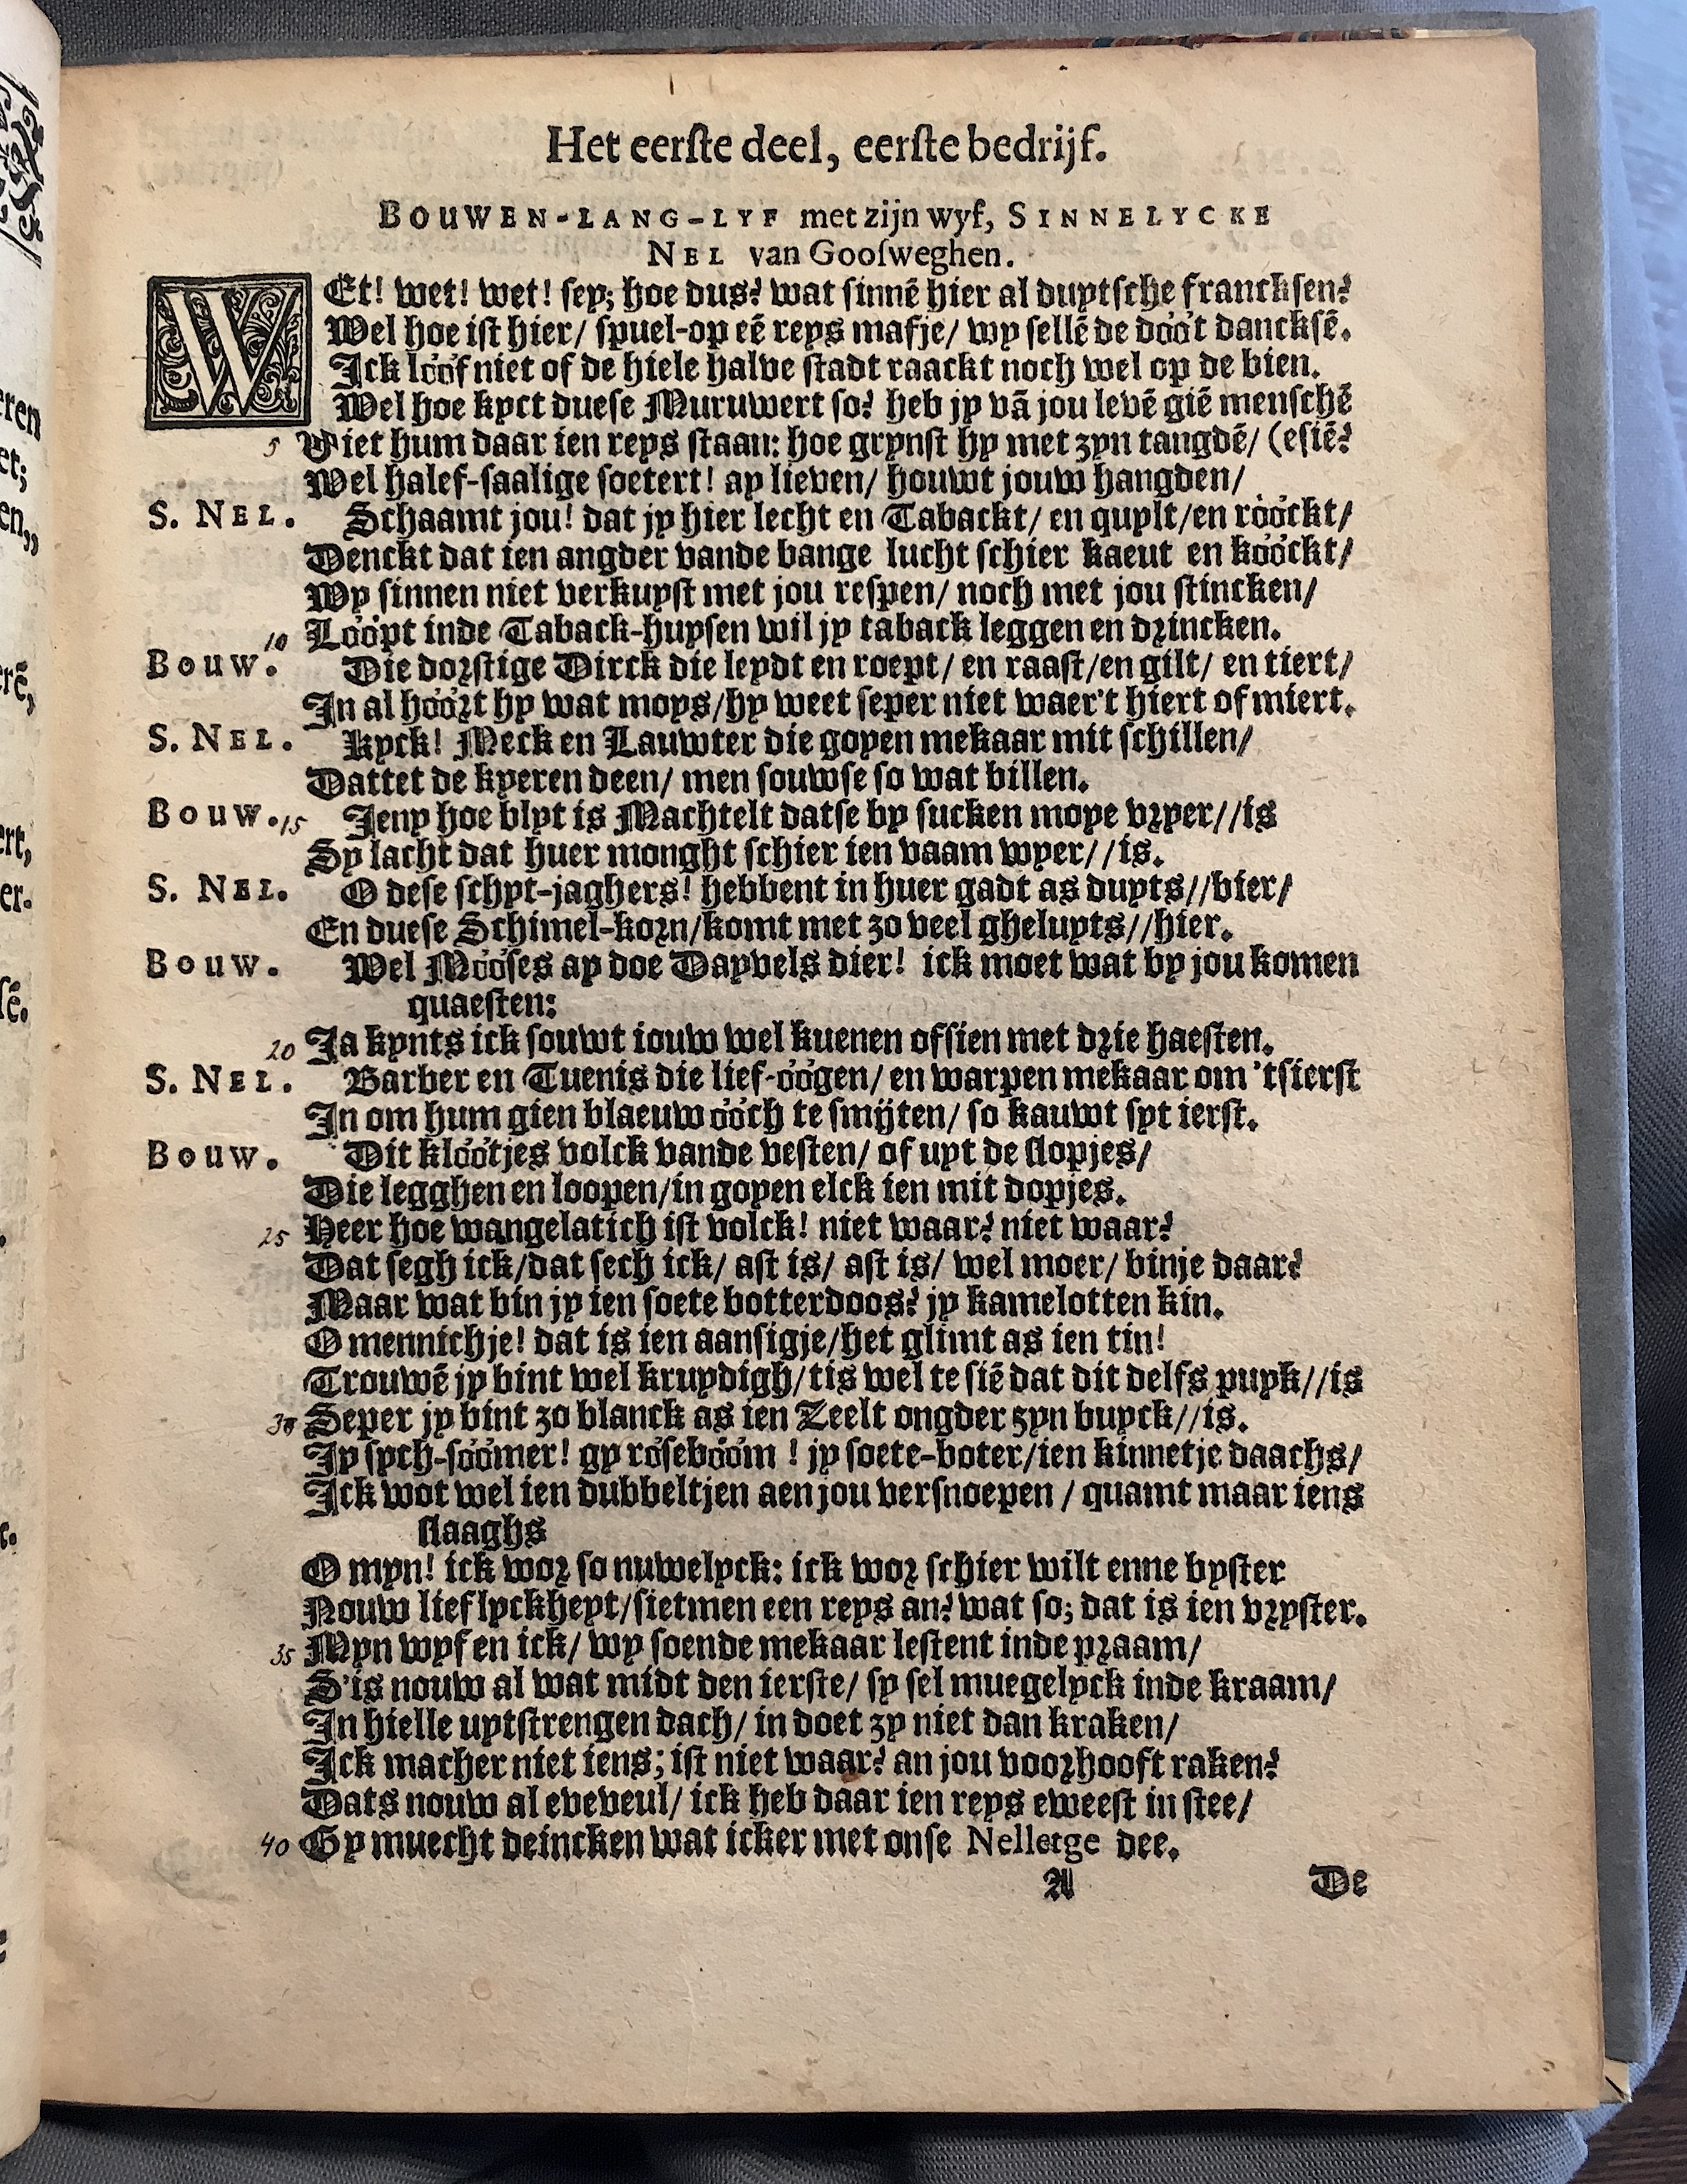 Het eerſte deel, eerſte bedrijf.
BOUWEN-LANG-LYF met zijn wyf, SINNELYCKE
NEL van Gooſweghen.
WEt! wet! wet! ſey; hoe dus? wat ſinnē hier al duytſche franckſen?
Wel hoe iſt hier/ ſpuel-op eē reys mafje/ wy ſellē de dóót danckſē.
Ick lóóf niet of de hiele halve ſtadt raackt noch wel op de bien.
Wel hoe kyct dueſe Muruwert ſo? heb jy vā jou levē giē menſchē
5 Viet hum daar ien reys ſtaan: hoe grynſt hy met zyn tangdē/ (eſiē?
Wel halef-ſaalige ſoetert! ay lieven/ houwt jouw hangden/
S. NEL. Schaamt jou! dat jy hier lecht en Tabackt/ en quylt/en róóckt/
Denckt dat ien angder vande bange lucht ſchier kaeut en kóóckt/
Wy ſinnen niet verkuyſt met jou reſpen/ noch met jou ſtincken/
10 Lóópt inde Taback-huyſen wil jy taback leggen en drincken.
Bouw. Die dorſtige Dirck die leydt en roept/ en raaſt/en gilt/ en tiert/
In al hóórt hy wat moys/hy weet ſeper niet waer't hiert of miert.
S. NEL. Kyck! Meck en Lauwter die goyen mekaar mit ſchillen/
Dattet de kyeren deen/ men ſouwſe ſo wat billen.
Bouw. 15 Jeny hoe blyt is Machtelt datſe by ſucken moye vryer//is
Sy lacht dat huer monght ſchier ien vaam wyer//is.
S. NEL. O deſe ſchyt-jaghers! hebbent in huer gadt as duyts//bier/
En dueſe Schimel-korn/komt met zo veel gheluyts//hier.
Bouw. Wel Móóſes ay doe Dayvels dier! ick moet wat by jou komen
quaeſten:
20 Ja kynts ick ſouwt iouw wel kuenen ofſien met drie haeſten.
S. NEL. Barber en Tuenis die lief-óógen/ en warpen mekaar om 'tſierſt
In om hum gien blaeuw óóch te ſmijten/ ſo kauwt ſyt ierſt.
Bouw. Dit klóótjes volck vande veſten/ of uyt de ſlopjes/
Die legghen en loopen/in goyen elck ien mit dopjes.
25 Heer hoe wangelatich iſt volck! niet waar? niet waar?
Dat ſegh ick/dat ſech ick/ aſt is/ aſt is/ wel moer/ binje daar?
Maar wat bin jy ien ſoete botterdoos? jy kamelotten kin.
O mennichje! dat is ien aanſigje/het glimt as ien tin!
Trouwē jy bint wel kruydigh/tis wel te ſiē dat dit delfs puyk//is
30 Seper jy bint zo blanck as ien Zeelt ongder zyn buyck//is.
Jy ſych-ſóómer! gy róſebóóm ! jy ſoete-boter/ien kinnetje daachs/
Ick wot wel ien dubbeltjen aen jou verſnoepen / quamt maar iens
ſlaaghs
O myn! ick wor ſo nuwelyck: ick wor ſchier wilt enne byſter
Nouw lieflyckheyt/ſietmen een reys an? wat ſo; dat is ien vryſter.
35 Myn wyf en ick/ wy ſoende mekaar leſtent inde praam/
S'is nouw al wat midt den ierſte/ ſy ſel muegelyck inde kraam/
In hielle uytſtrengen dach/ in doet zy niet dan kraken/
Ick macher niet iens; iſt niet waar? an jou voorhooft raken?
Dats nouw al eveveul/ ick heb daar ien reys eweeſt in ſtee/
40 Gy muecht deincken wat icker met onſe Nelletge dee.
A De